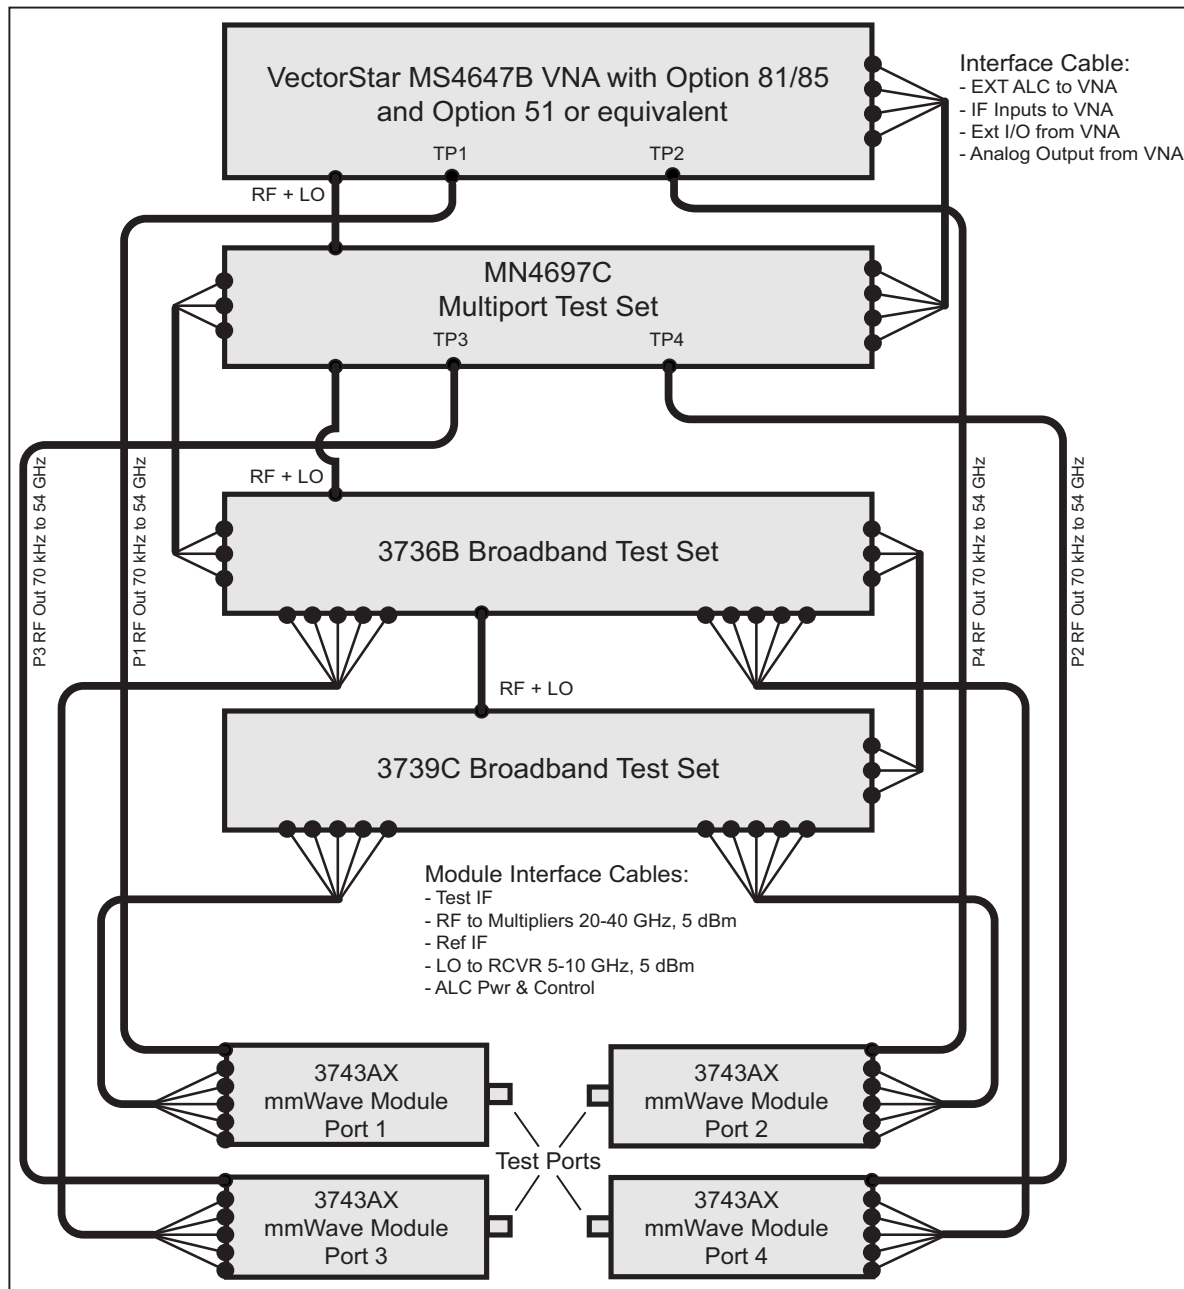 VectorStar MS4647B VNA with Option 81/85
and Option 51 or equivalent
TP1
TP2
Interface Cable:
- EXT ALC to VNA
- IF Inputs to VNA
- Ext I/O from VNA
- Analog Output from VNA
RF + LO
MN4697C
Multiport Test Set
TP3
TP4
RF + LO
P3 RF Out 70 kHz to 54 GHz
P1 RF Out 70 kHz to 54 GHz
P4 RF Out 70 kHz to 54 GHz
P2 RF Out 70 kHz to 54 GHz
3736B Broadband Test Set
RF + LO
3739C Broadband Test Set
Module Interface Cables:
- Test IF
- RF to Multipliers 20-40 GHz, 5 dBm
- Ref IF
- LO to RCVR 5-10 GHz, 5 dBm
- ALC Pwr & Control
3743AX
mmWave Module
Port 1
3743AX
mmWave Module
Port 2
Test Ports
3743AX
mmWave Module
Port 3
3743AX
mmWave Module
Port 4